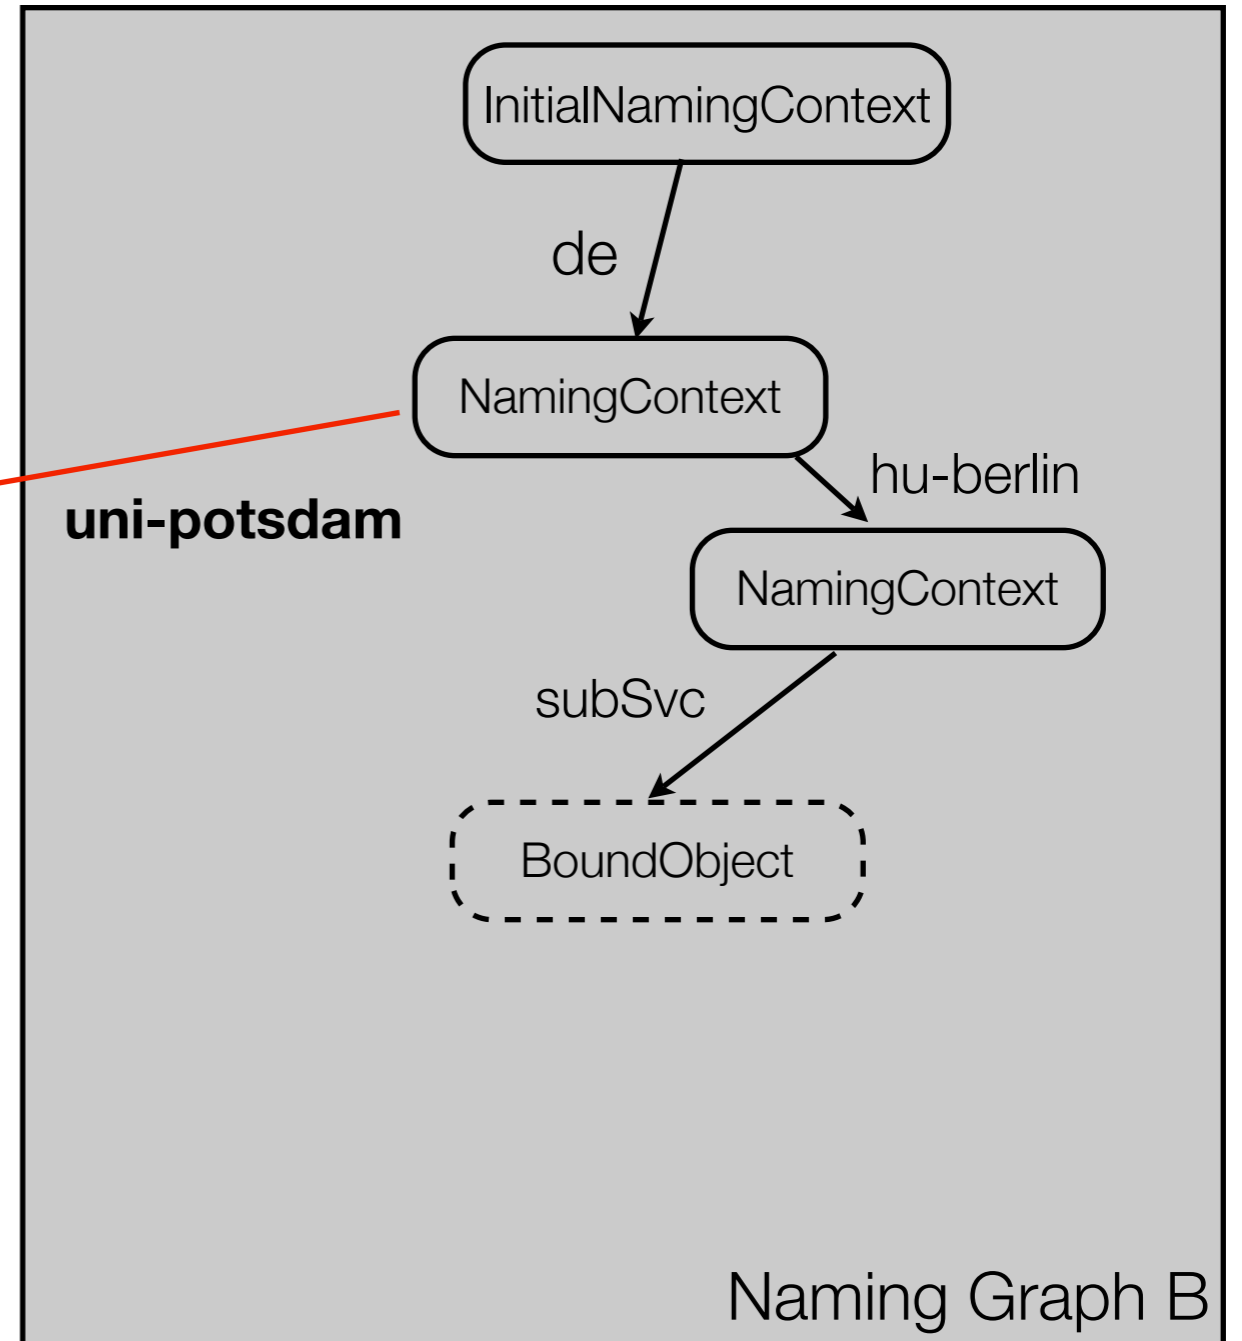 InitialNamingContext
de
NamingContext
hu-berlin
uni-potsdam
NamingContext
subSvc
BoundObject
Naming Graph B